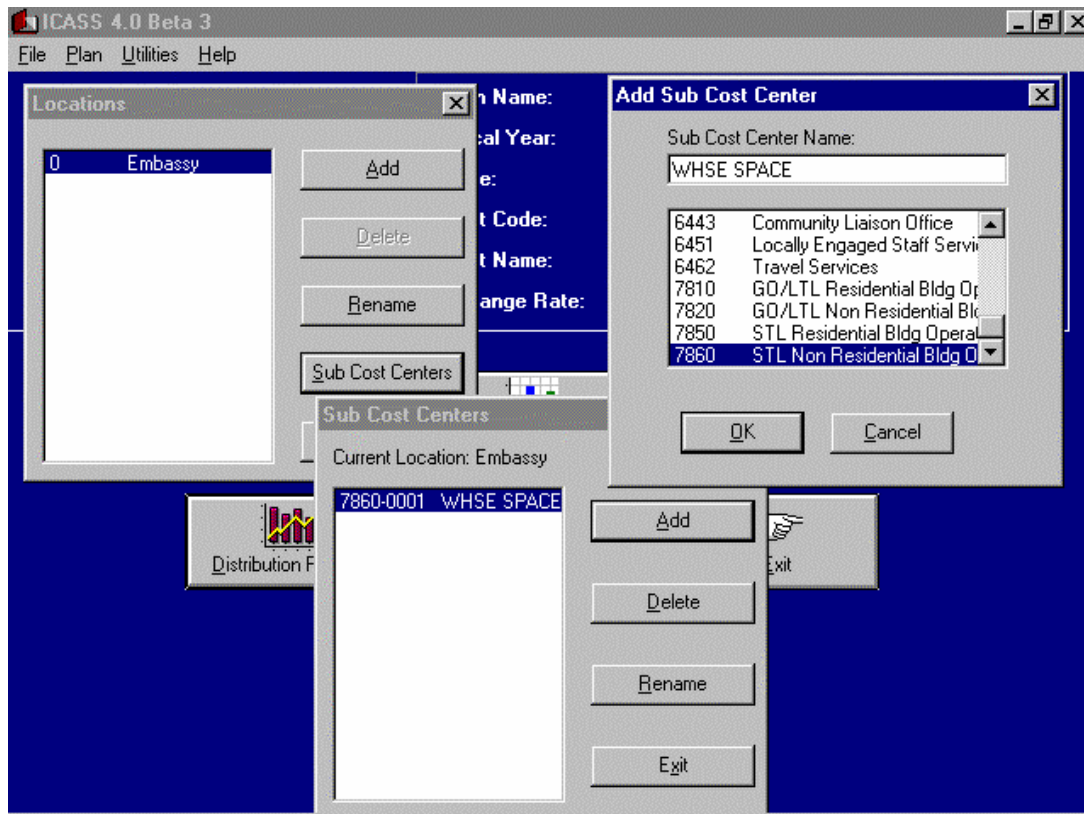 ICASS 4.0 Beta 3
File Plan Utilities Help
Locations
0 Embassy
Add
Delete
Rename
Sub Cost Centers
Name:
cal Year:
e:
t Code:
t Name:
ange Rate:
Add Sub Cost Center
Sub Cost Center Name:
WHSE SPACE
6443 Community Liaison Office
6451 Locally Engaged Staff Servi
6462 Travel Services
7810 GO/LTL Residential Bldg Op
7820 GO/LTL Non Residential Bld
7850 STL Residential Bldg Operat
7860 STL Non Residential Bldg O
OK
Cancel
Sub Cost Centers
Current Location: Embassy
7860-0001 WHSE SPACE
Add
Delete
Rename
Exit
Distribution F
Exit